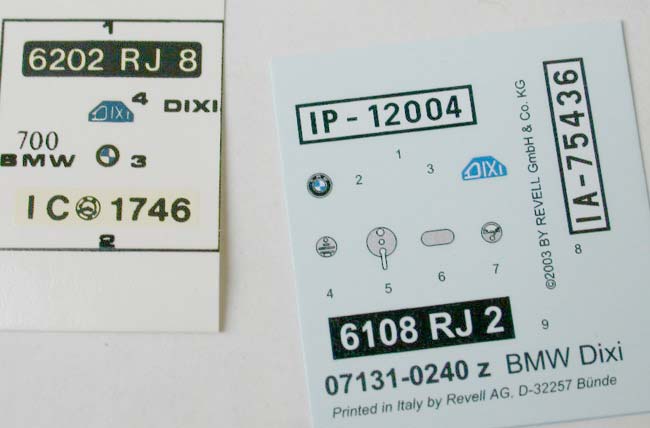 1
6202 RJ 8
DIXI 4 DIXI
700
BMW 3
IC 1746
2
IP-12004
1
2 3 DIXI
4 5 6 7
6108 RJ 2
9
07131-0240 z BMW Dixi
Printed in Italy by Revell AG. D-32257 Bünde
©2003 BY REVELL GmbH & Co. KG
IA-75436
8